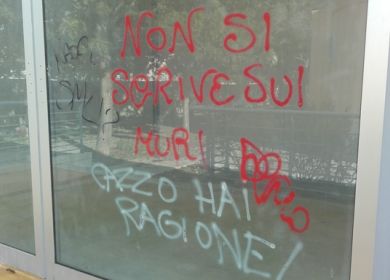 NON SI
SCRIVE SUI
MURI
CAZZO HAI
RAGIONE!